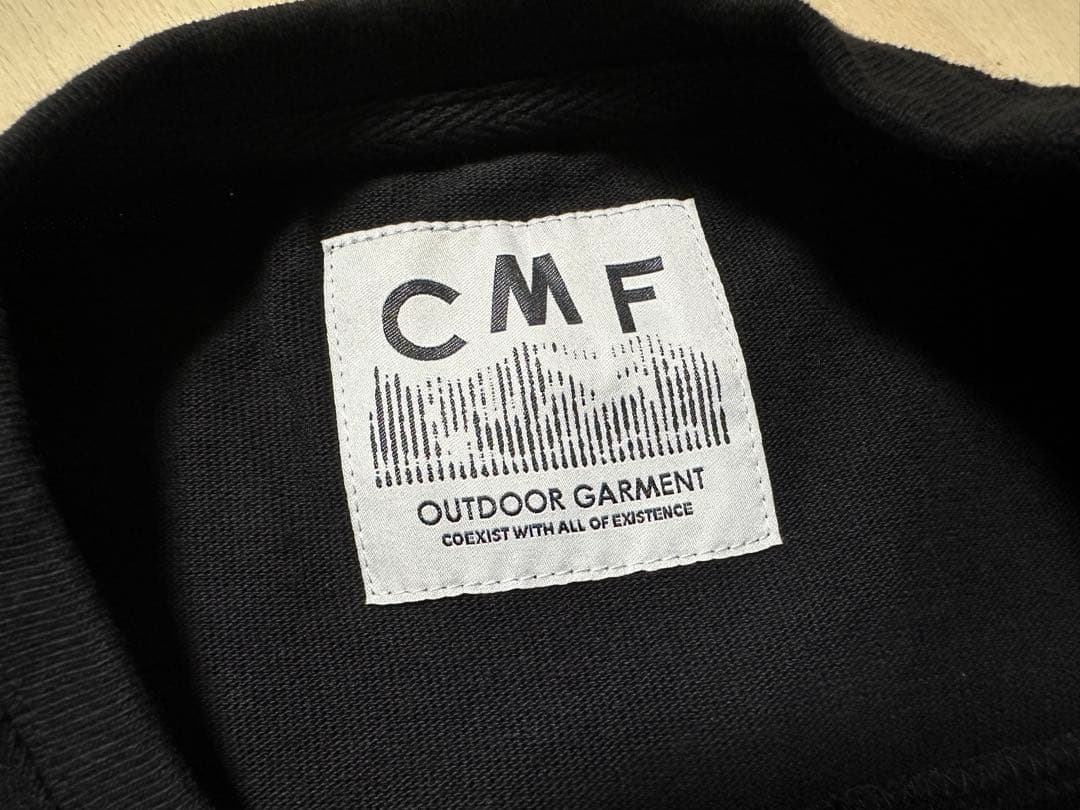 CMF
OUTDOOR GARMENT
COEXIST WITH ALL OF EXISTENCE